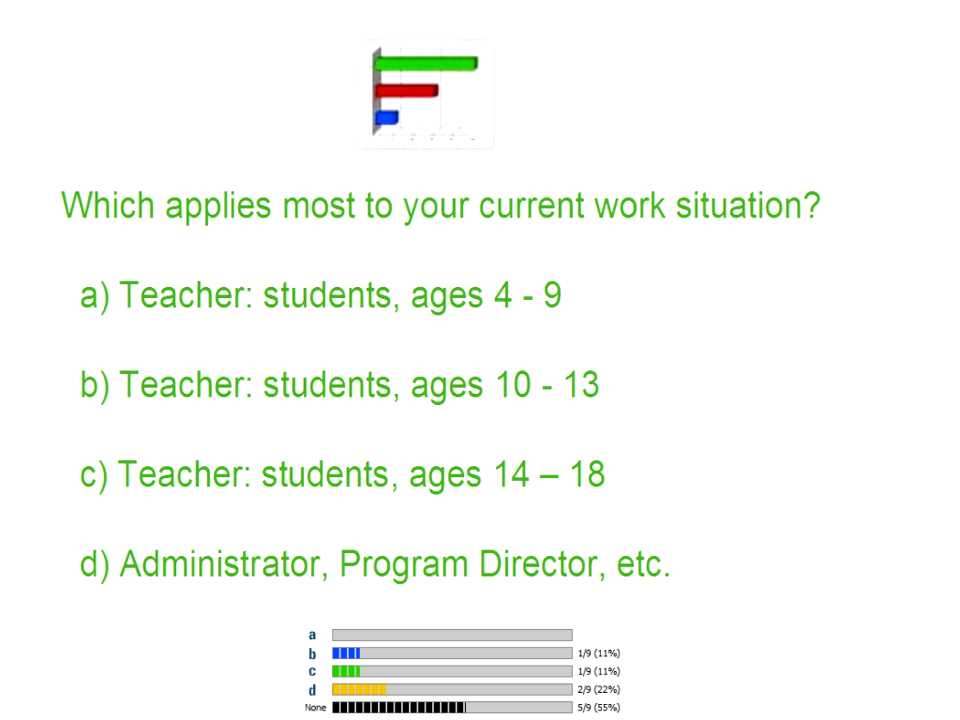 Which applies most to your current work situation?
a) Teacher: students, ages 4 - 9
b) Teacher: students, ages 10 - 13
c) Teacher: students, ages 14 – 18
d) Administrator, Program Director, etc.
a
b 1/9 (11%)
c 1/9 (11%)
d 2/9 (22%)
None 5/9 (55%)